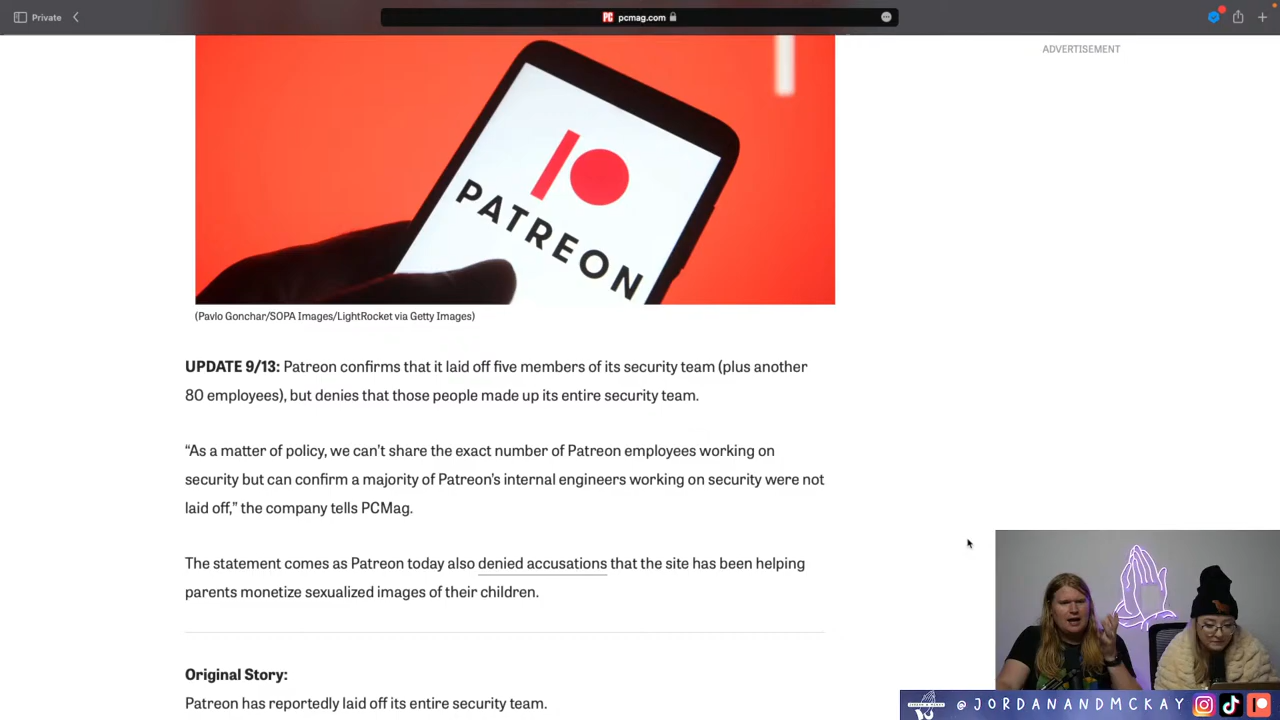 Private
PC pcmag.com
ADVERTISEMENT
PATREON
(Pavlo Gonchar/SOPA Images/LightRocket via Getty Images)
UPDATE 9/13: Patreon confirms that it laid off five members of its security team (plus another
80 employees), but denies that those people made up its entire security team.
“As a matter of policy, we can’t share the exact number of Patreon employees working on
security but can confirm a majority of Patreon’s internal engineers working on security were not
laid off,” the company tells PCMag.
The statement comes as Patreon today also denied accusations that the site has been helping
parents monetize sexualized images of their children.
Original Story:
Patreon has reportedly laid off its entire security team.
@JORDANANDMCKAY